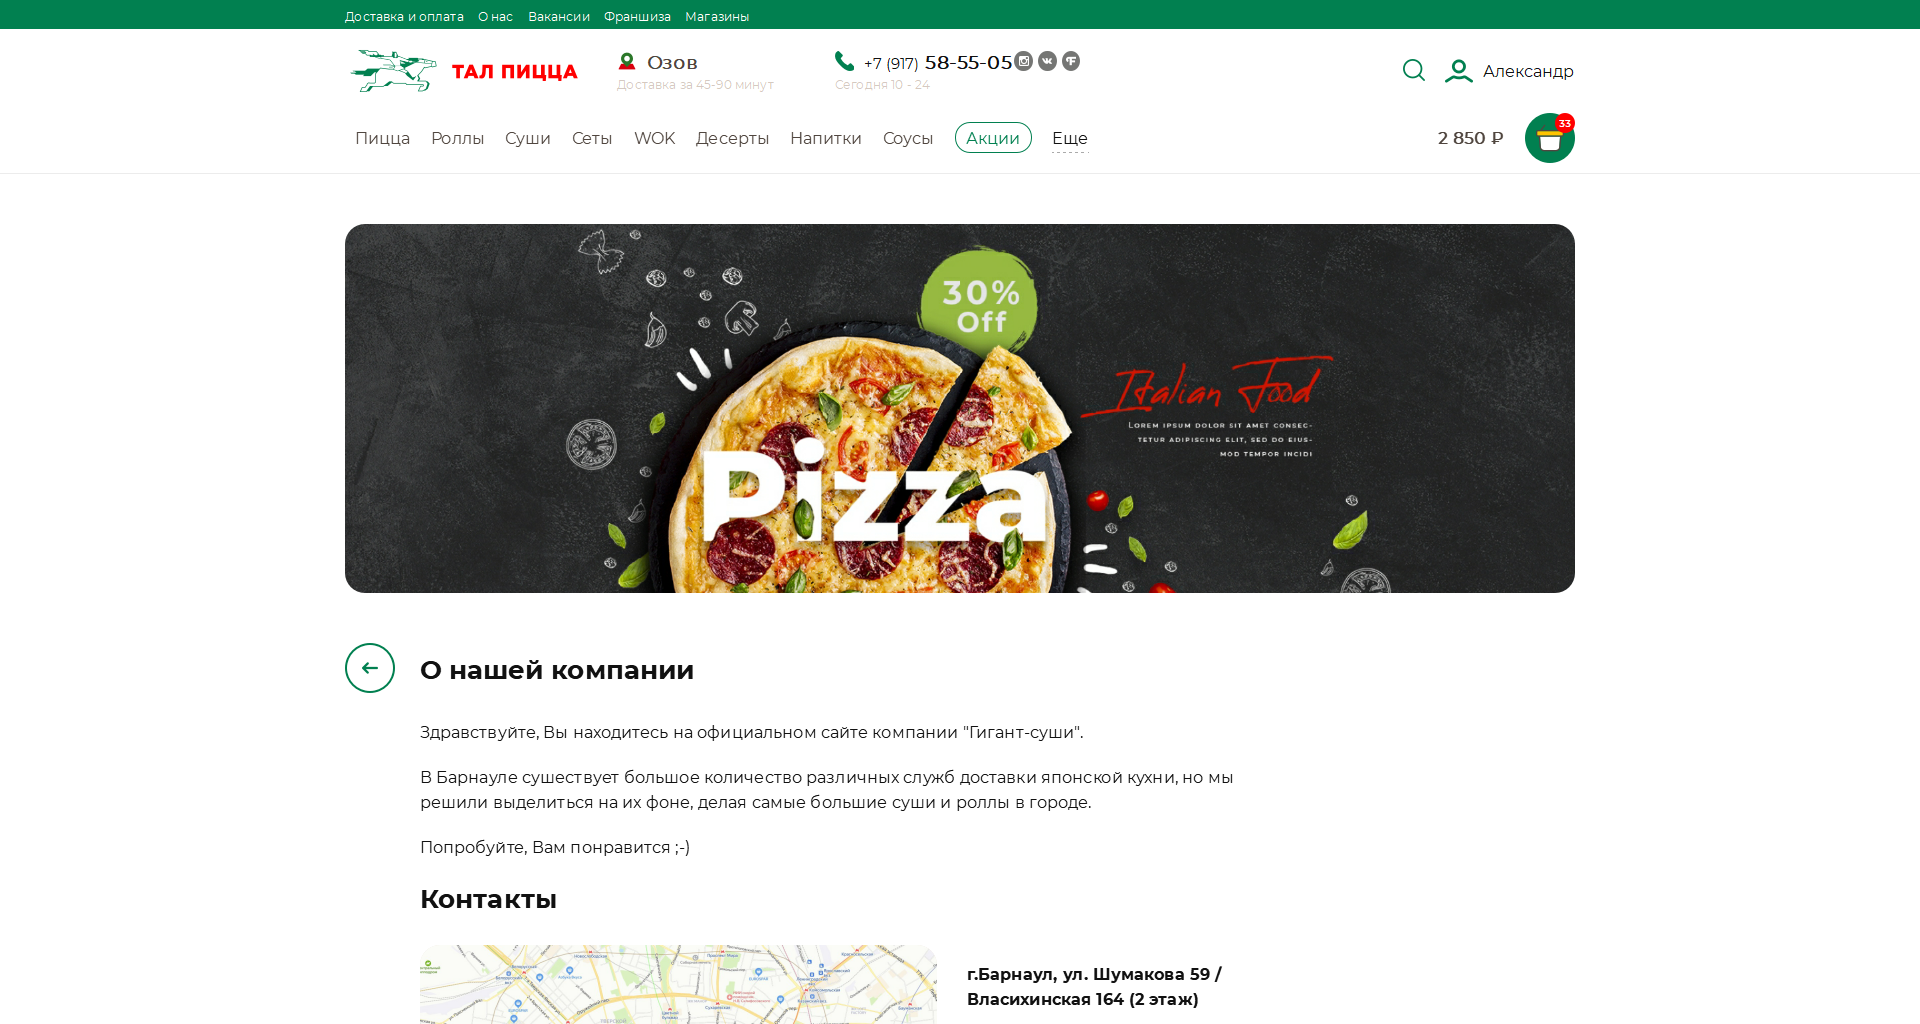 Доставка и оплата О нас Вакансии Франшиза Магазины
ТАЛ ПИЦЦА
Озов
Доставка за 45-90 минут
+7 (917) 58-55-05
Сегодня 10 - 24
Александр
Пицца Роллы Суши Сеты WOK Десерты Напитки Соусы Акции Еще
2 850 ₽
33
30%
Off
Pizza
Italian Food
Lorem ipsum dolor sit amet consec-
tetur adipiscing elit, sed do eius-
mod tempor incidi
О нашей компании
Здравствуйте, Вы находитесь на официальном сайте компании "Гигант-суши".
В Барнауле сушествует большое количество различных служб доставки японской кухни, но мы
решили выделиться на их фоне, делая самые большие суши и роллы в городе.
Попробуйте, Вам понравится ;-)
Контакты
г.Барнаул, ул. Шумакова 59 /
Власихинская 164 (2 этаж)